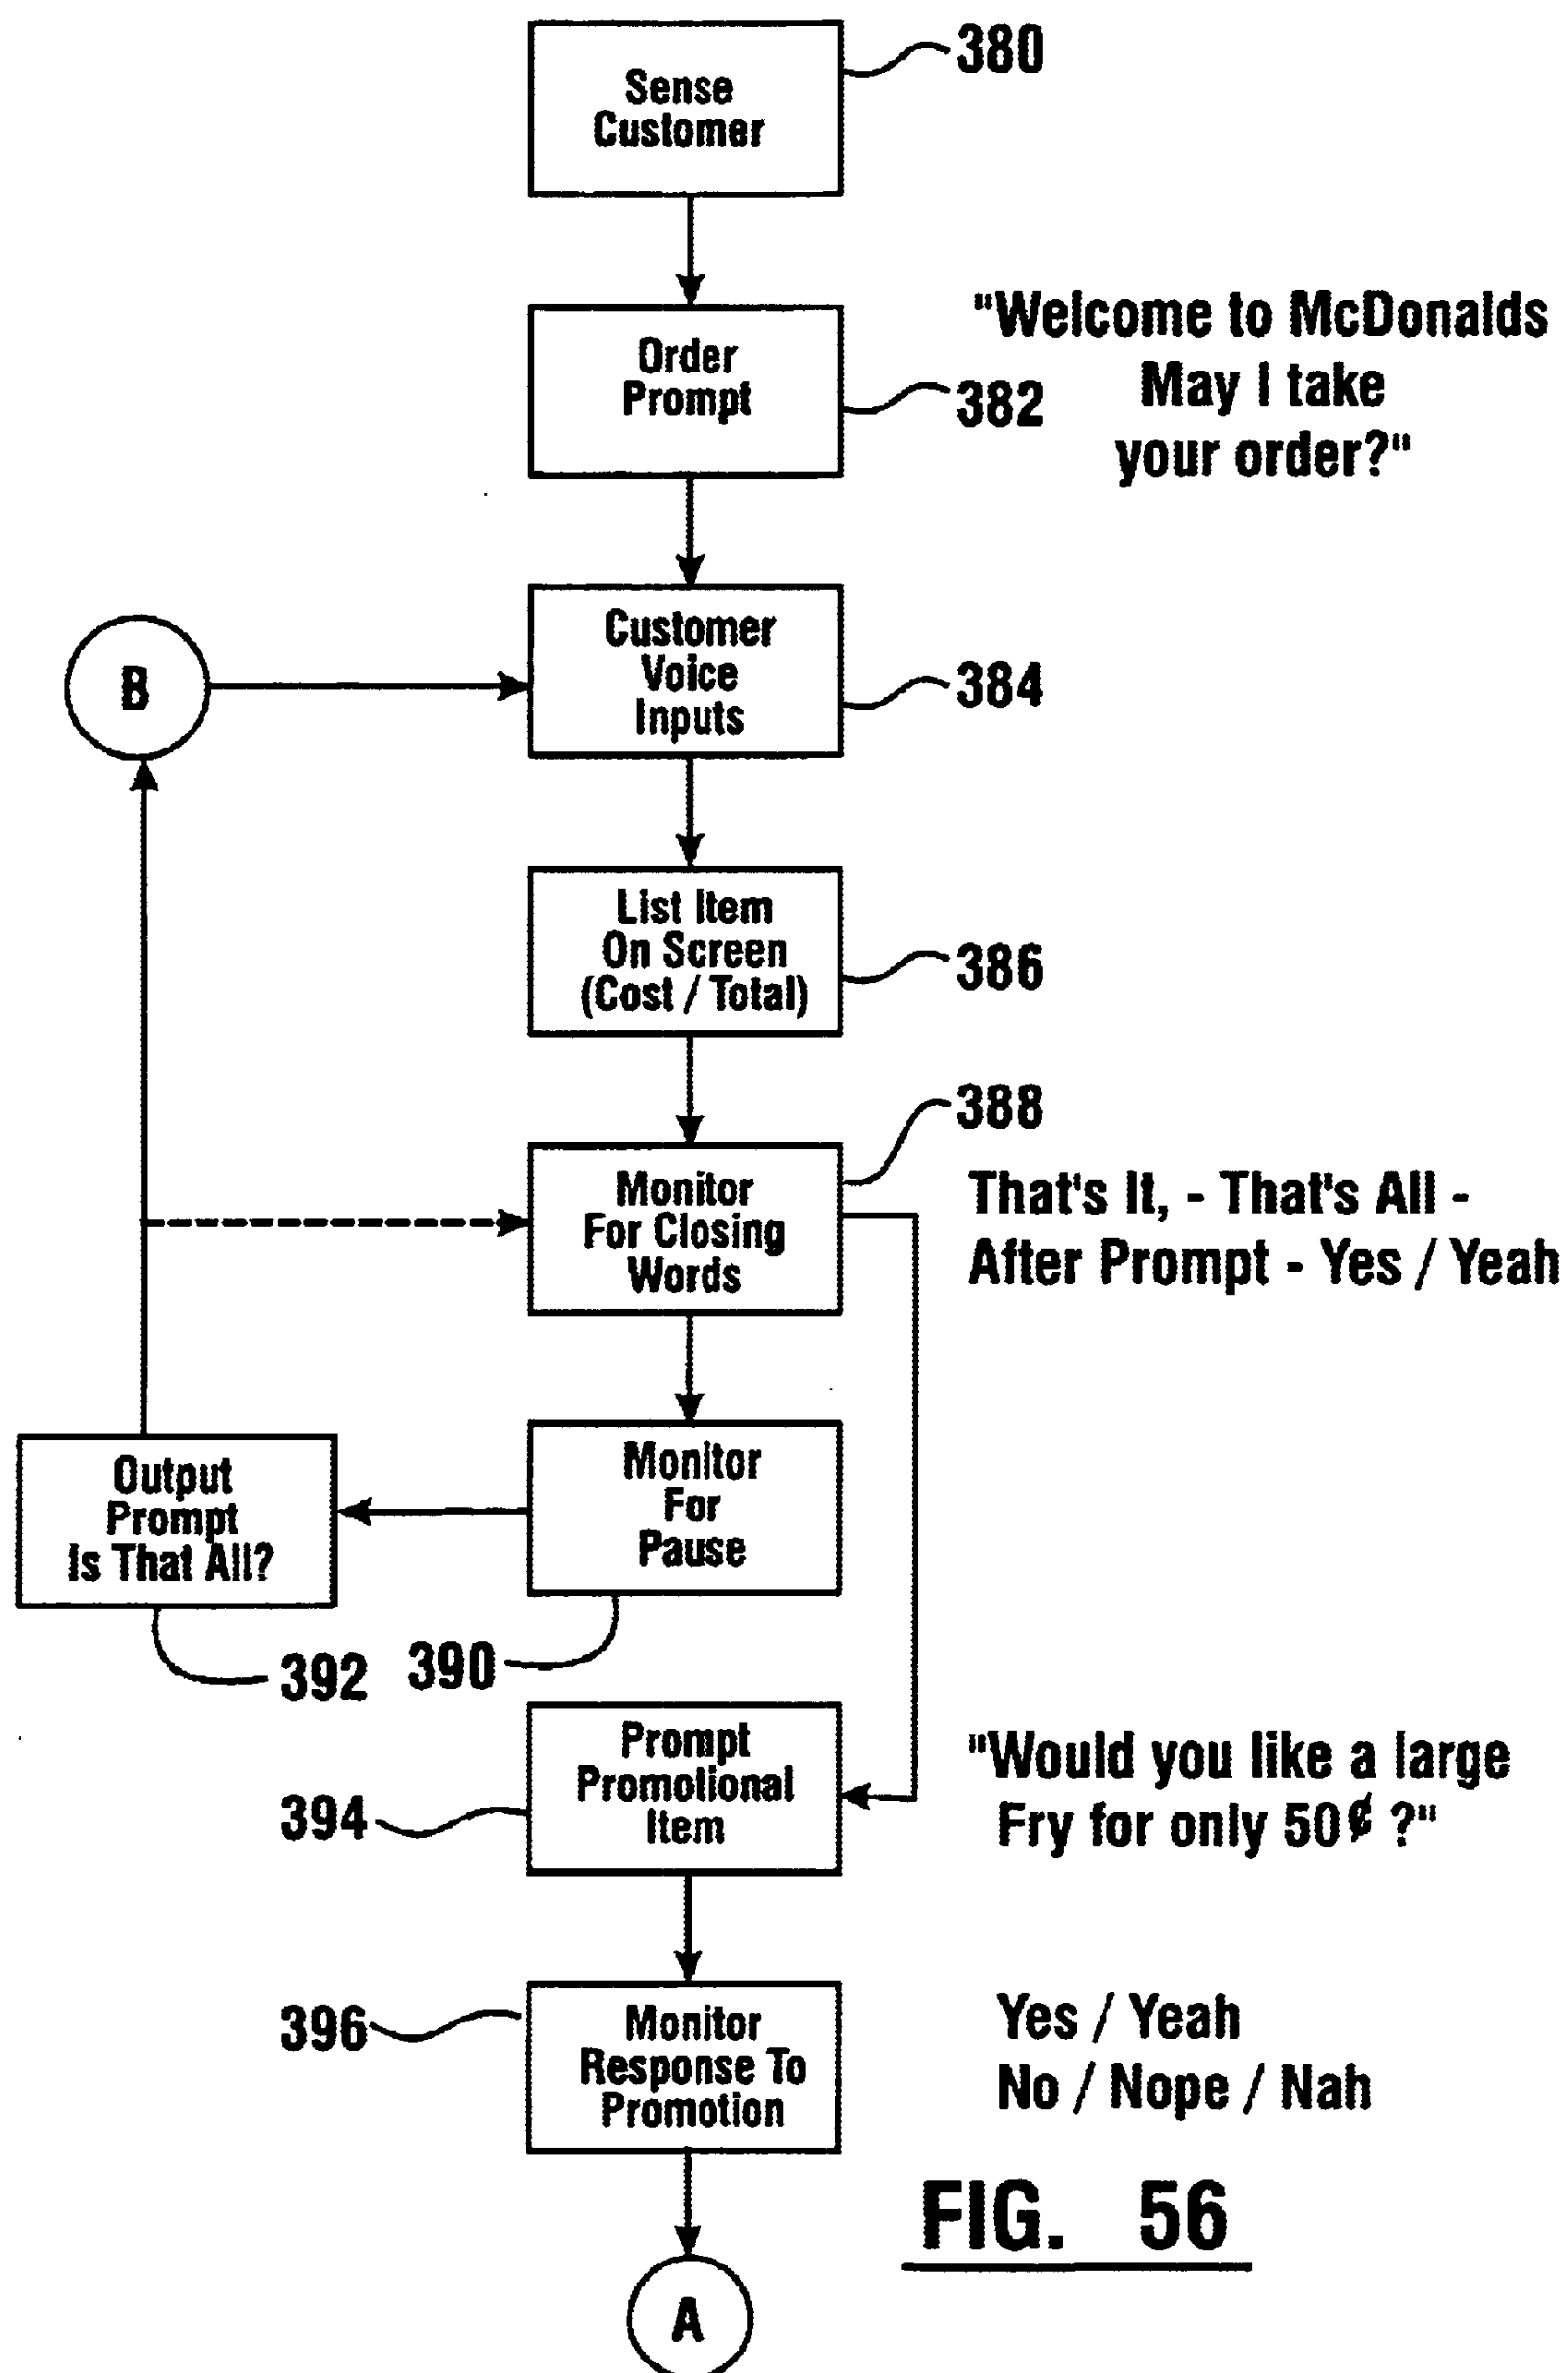 Sense
Customer
380
Order
Prompt
382
"Welcome to McDonalds
May I take
your order?"
B
Customer
Voice
Inputs
384
List Item
On Screen
(Cost / Total)
386
388
Monitor
For Closing
Words
That's It, - That's All -
After Prompt - Yes / Yeah
Output
Prompt
Is That All?
392
Monitor
For
Pause
390
Prompt
Promotional
Item
394
"Would you like a large
Fry for only 50¢ ?"
396
Monitor
Response To
Promotion
Yes / Yeah
No / Nope / Nah
FIG. 56
A